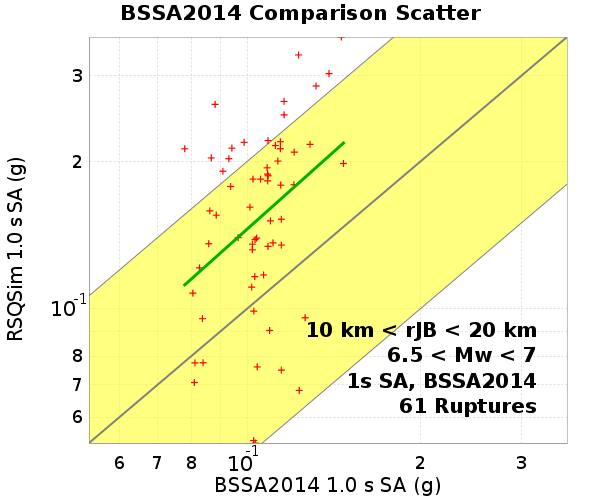 BSSA2014 Comparison Scatter
RSQSim 1.0 s SA (g)
3
2
10^-1
8
7
6
10 km < rJB < 20 km
6.5 < Mw < 7
1s SA, BSSA2014
61 Ruptures
6 7 8 10^-1 2 3
BSSA2014 1.0 s SA (g)